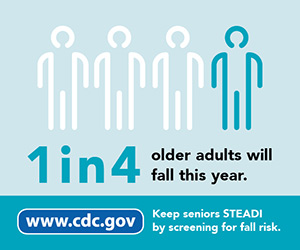 1 in 4 older adults will
fall this year.
www.cdc.gov Keep seniors STEADI
by screening for fall risk.